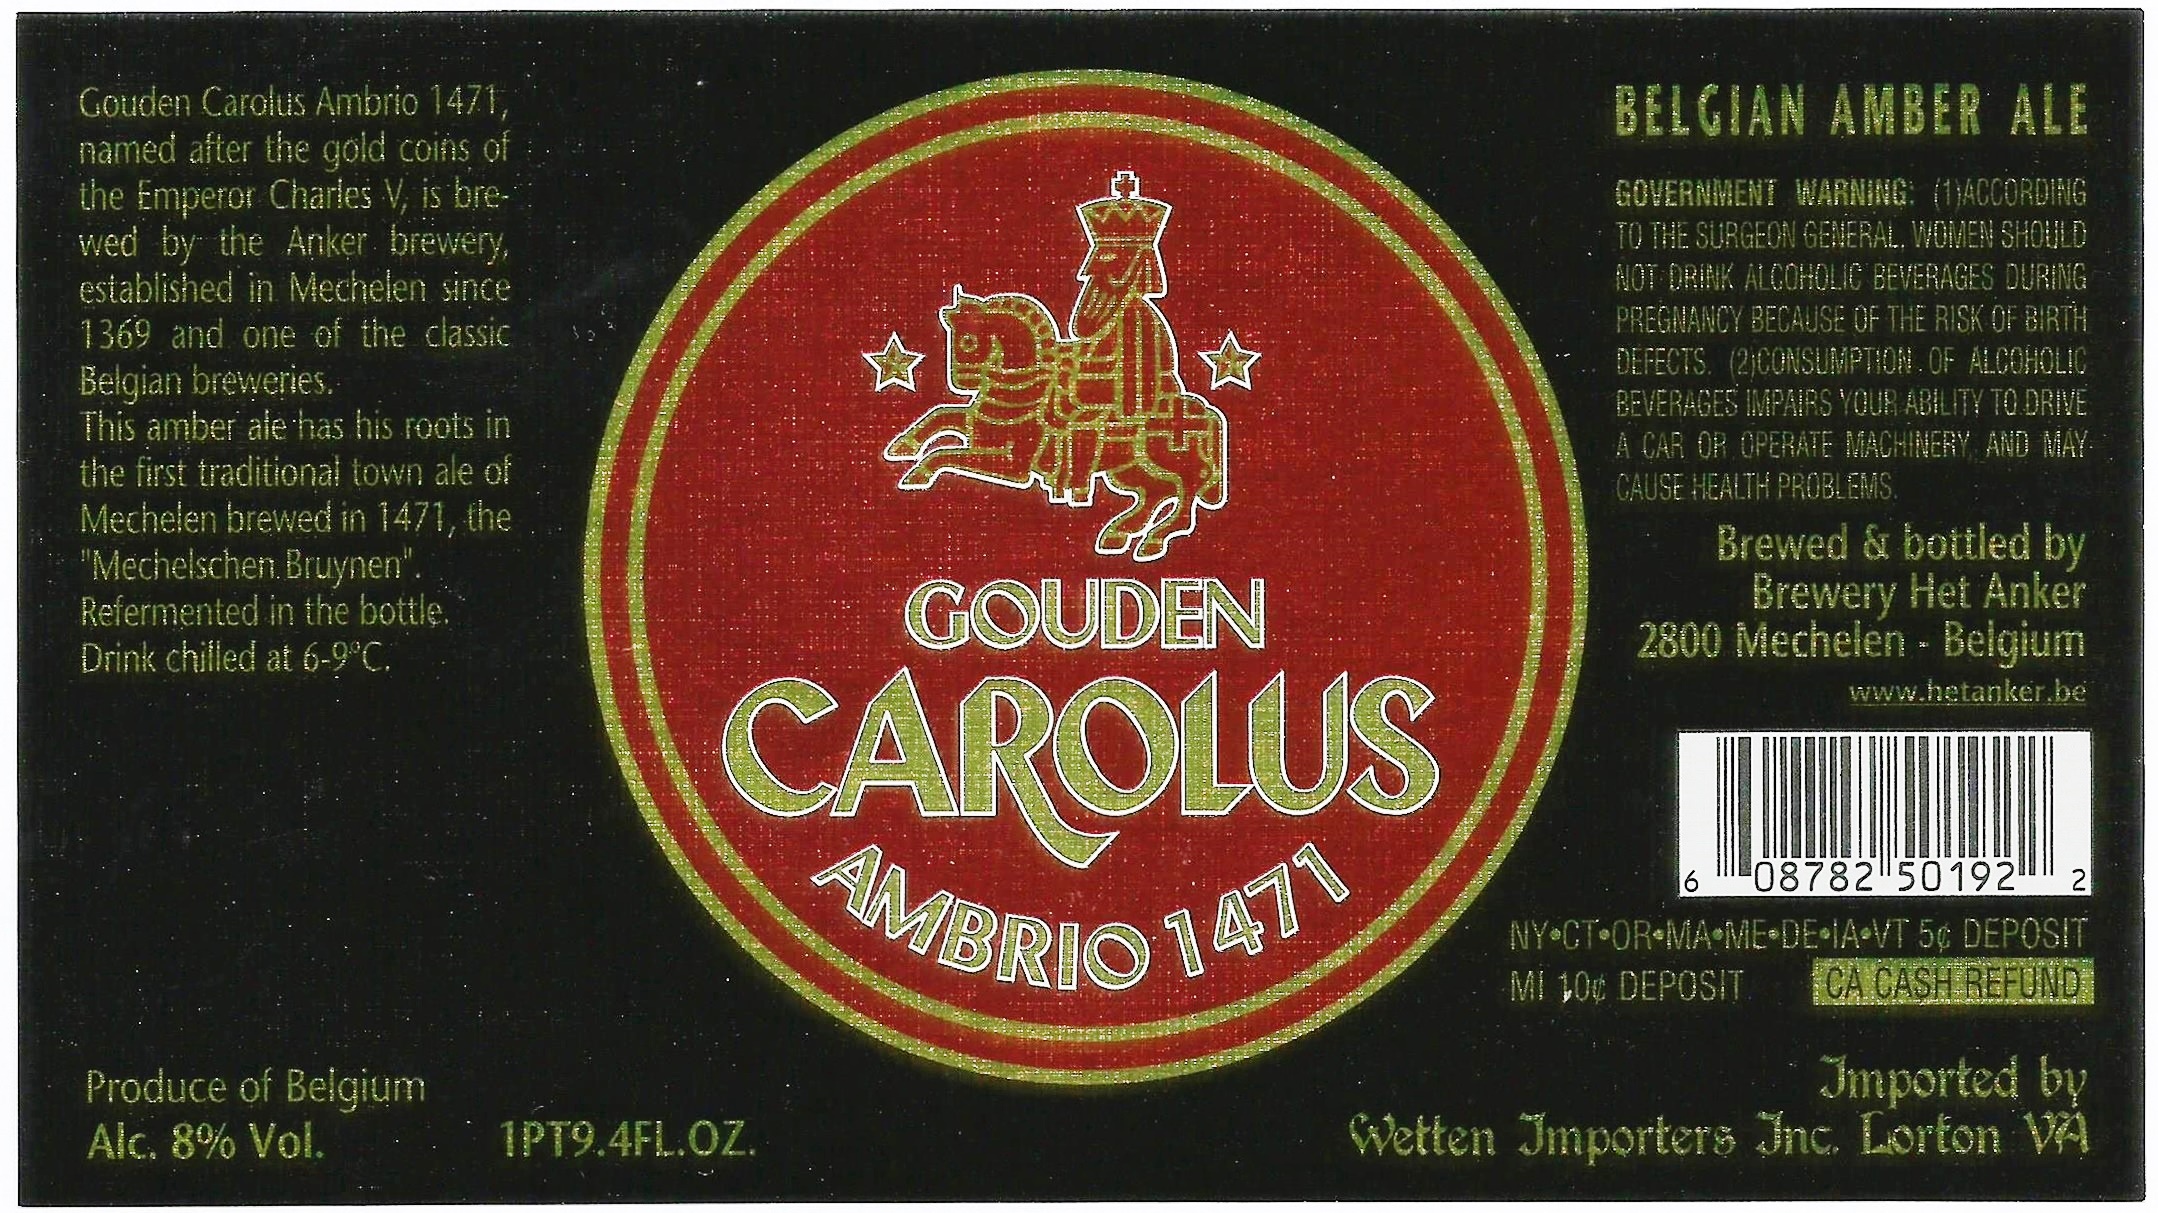 Gouden Carolus Ambrio 1471,
named after the gold coins of
the Emperor Charles V, is bre-
wed by the Anker brewery,
established in Mechelen since
1369 and one of the classic
Belgian breweries.
This amber ale has his roots in
the first traditional town ale of
Mechelen brewed in 1471, the
"Mechelschen Bruynen".
Refermented in the bottle.
Drink chilled at 6-9°C.
Produce of Belgium
Alc. 8% Vol.
1PT9.4FL.OZ.
GOUDEN
CAROLUS
AMBRIO 1471
BELGIAN AMBER ALE
GOVERNMENT WARNING: (1)ACCORDING
TO THE SURGEON GENERAL, WOMEN SHOULD
NOT DRINK ALCOHOLIC BEVERAGES DURING
PREGNANCY BECAUSE OF THE RISK OF BIRTH
DEFECTS. (2)CONSUMPTION OF ALCOHOLIC
BEVERAGES IMPAIRS YOUR ABILITY TO DRIVE
A CAR OR OPERATE MACHINERY, AND MAY
CAUSE HEALTH PROBLEMS.
Brewed & bottled by
Brewery Het Anker
2800 Mechelen - Belgium
www.hetanker.be
6 08782 50192 2
NY•CT•OR•MA•ME•DE•IA•VT 5¢ DEPOSIT
MI 10¢ DEPOSIT CA CASH REFUND
Imported by
Wetten Importers Inc. Lorton VA